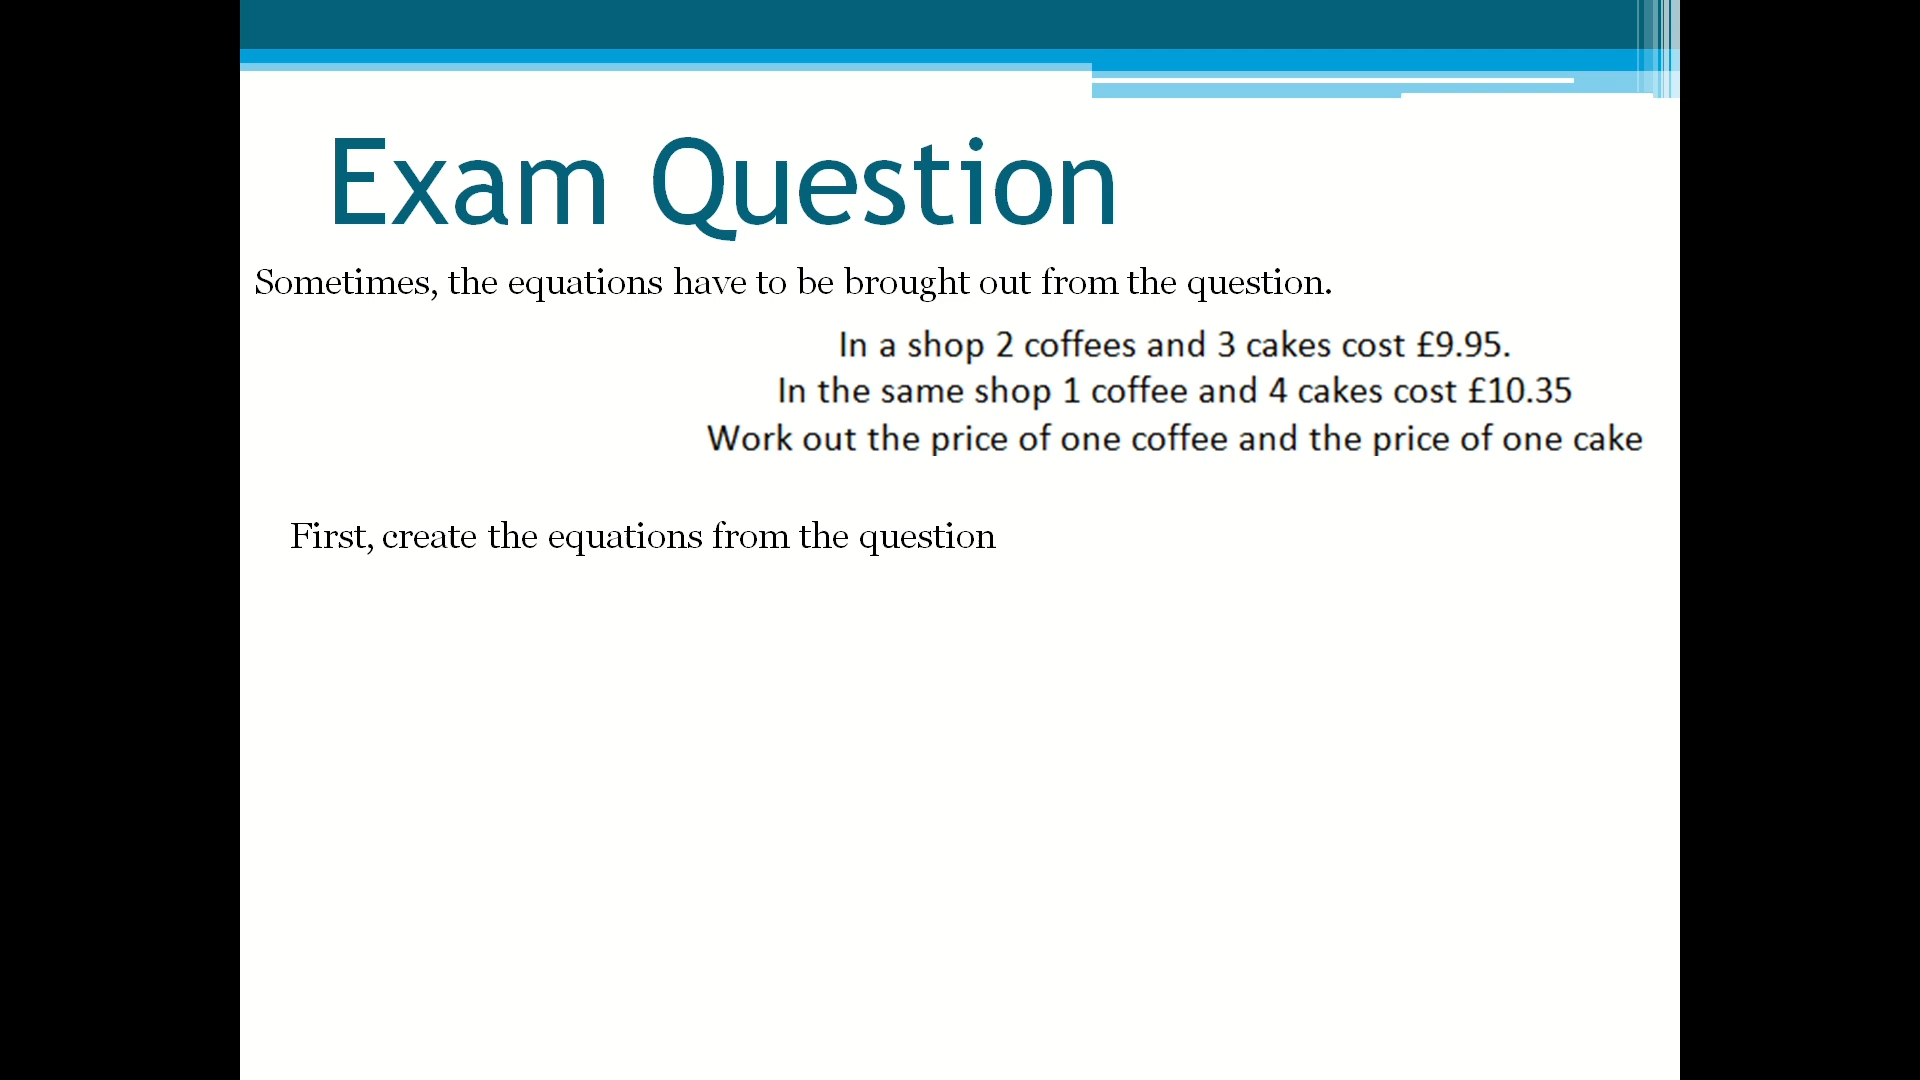 Exam Question
Sometimes, the equations have to be brought out from the question.
In a shop 2 coffees and 3 cakes cost £9.95.
In the same shop 1 coffee and 4 cakes cost £10.35
Work out the price of one coffee and the price of one cake
First, create the equations from the question